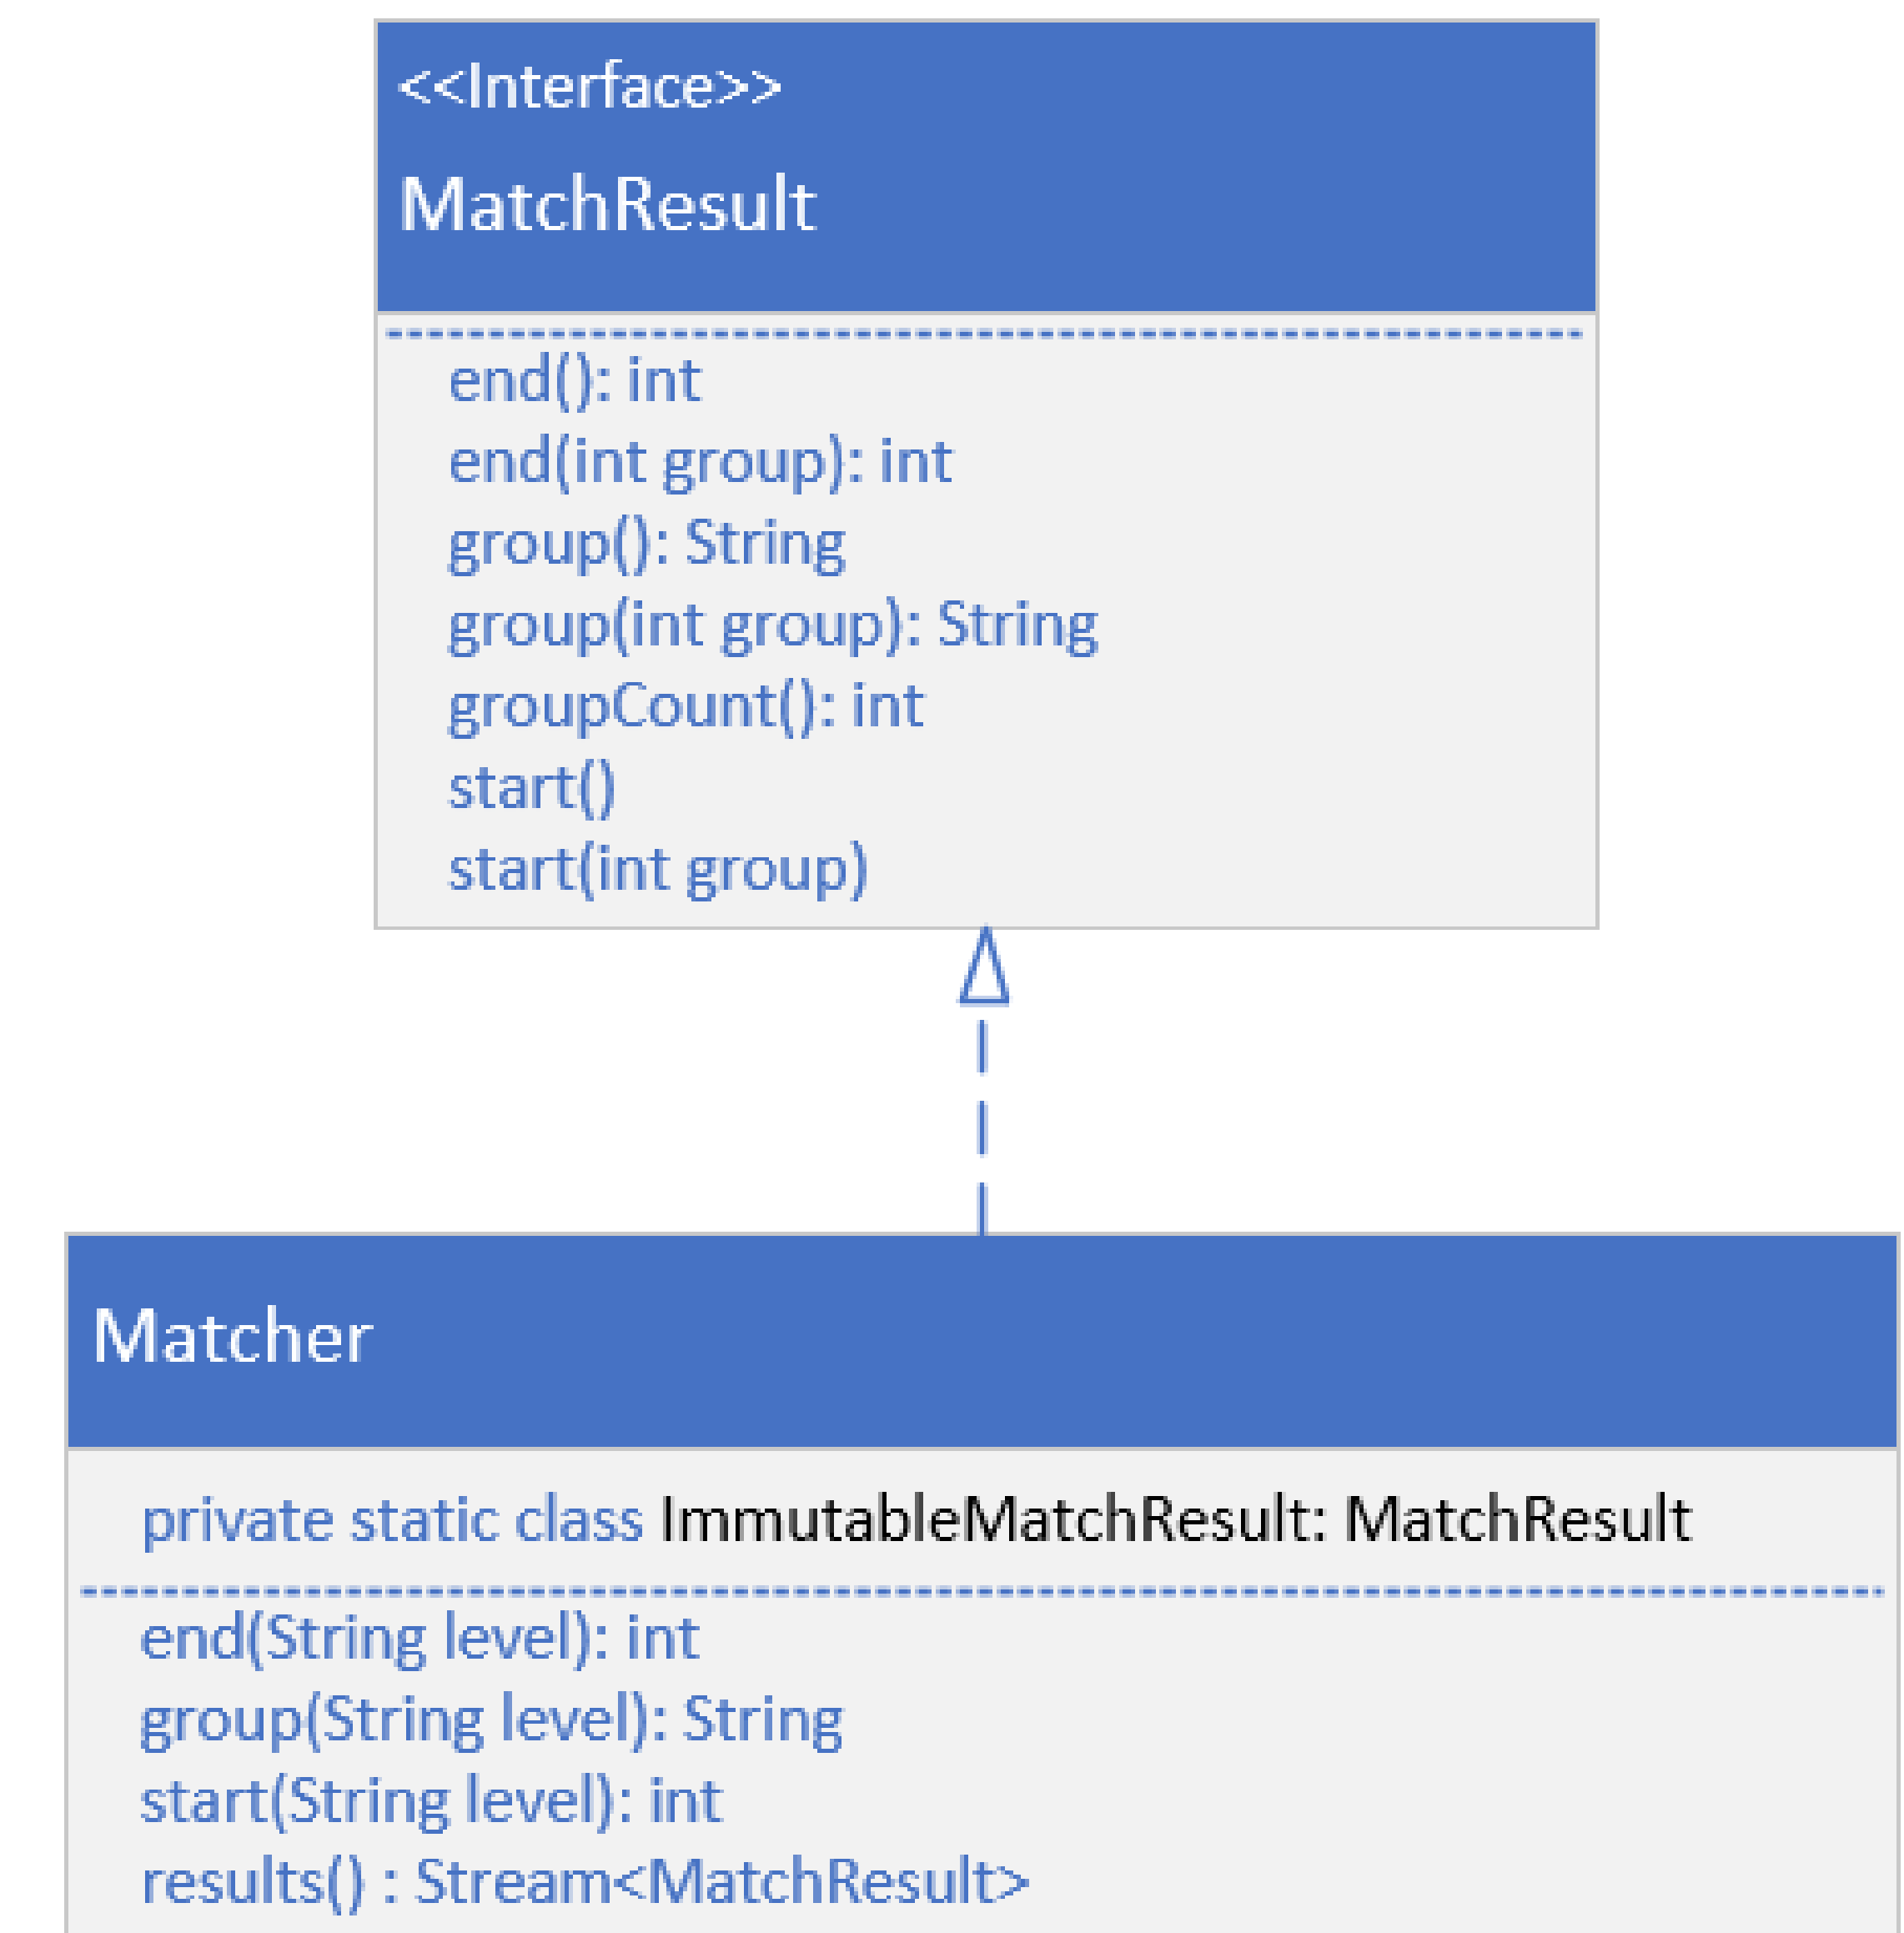 <<Interface>>
MatchResult
end(): int
end(int group): int
group(): String
group(int group): String
groupCount(): int
start()
start(int group)
Matcher
private static class ImmutableMatchResult: MatchResult
end(String level): int
group(String level): String
start(String level): int
results() : Stream<MatchResult>